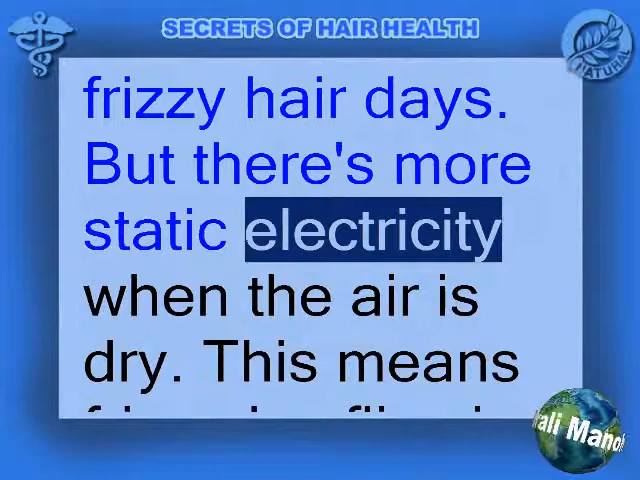 SECRETS OF HAIR HEALTH
NATURAL
frizzy hair days.
But there's more
static electricity
when the air is
dry. This means